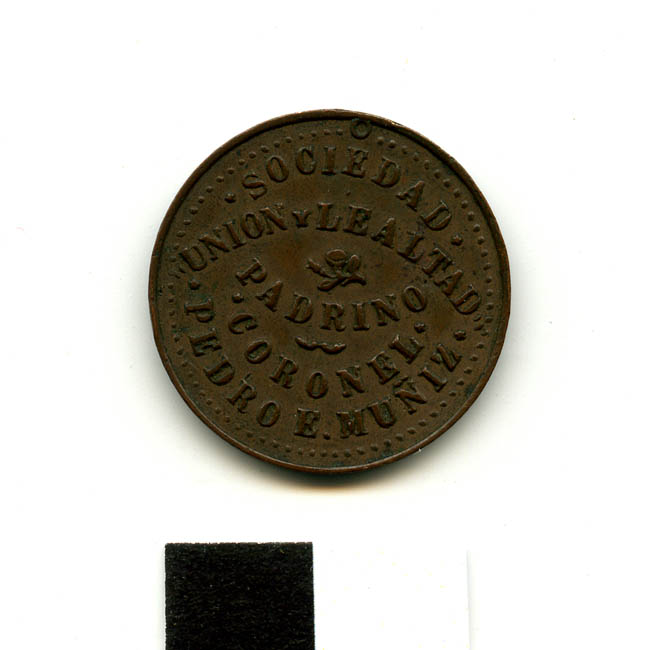 · SOCIEDAD ·
UNION Y LEALTAD
PADRINO
· CORONEL ·
· PEDRO E. MUÑIZ ·